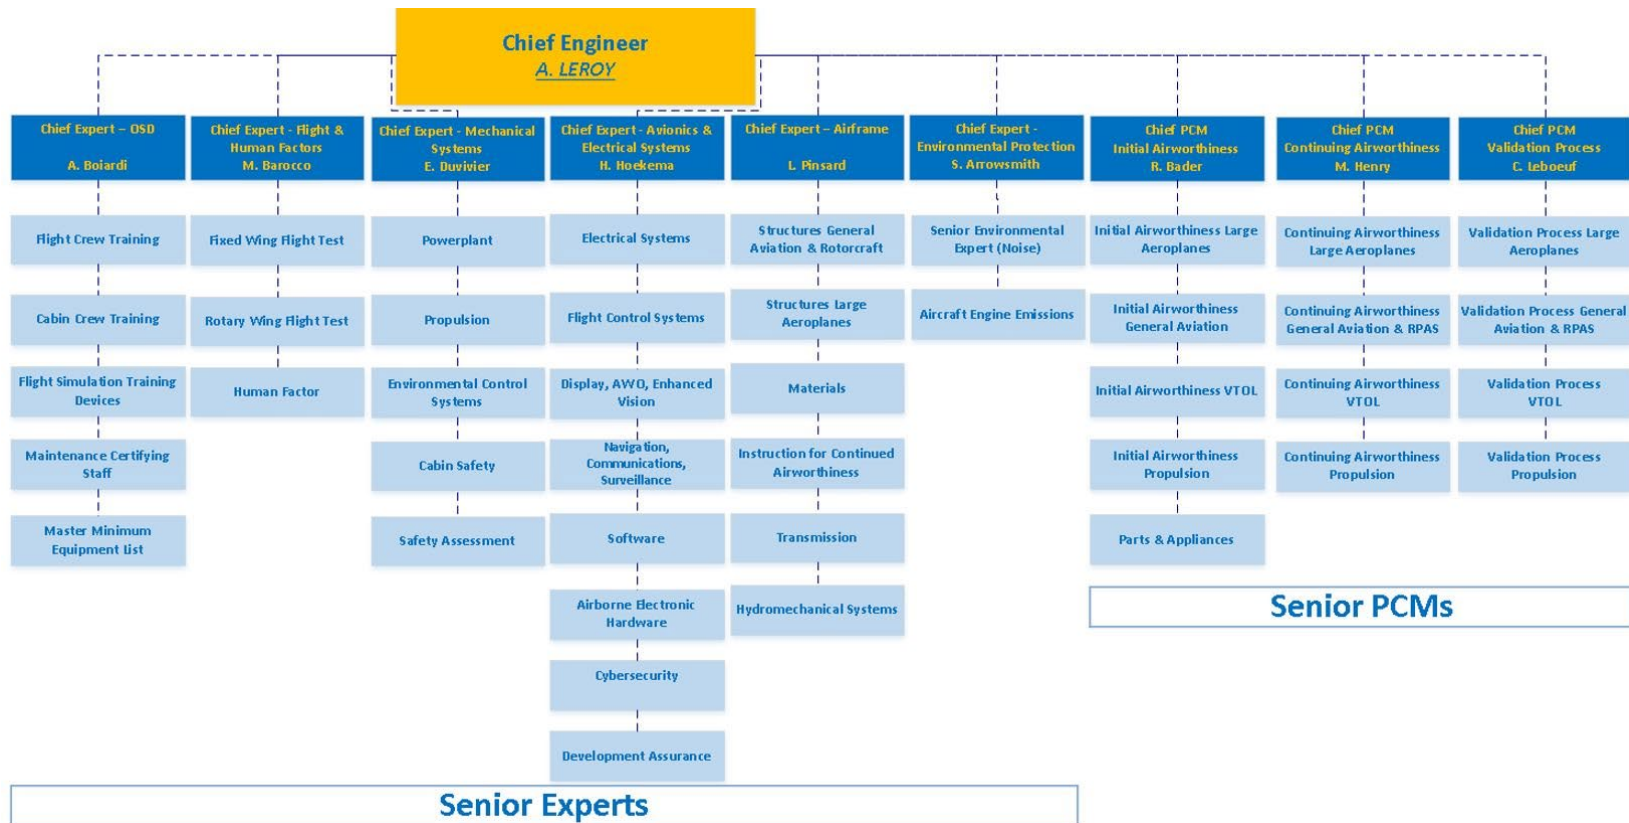 Chief Engineer
A. LEROY
Chief Expert – OSD
A. Boiardi
Flight Crew Training
Cabin Crew Training
Flight Simulation Training
Devices
Maintenance Certifying
Staff
Master Minimum
Equipment List
Chief Expert - Flight &
Human Factors
M. Barocco
Fixed Wing Flight Test
Rotary Wing Flight Test
Human Factor
Chief Expert - Mechanical
Systems
E. Duvivier
Powerplant
Propulsion
Environmental Control
Systems
Cabin Safety
Safety Assessment
Chief Expert - Avionics &
Electrical Systems
H. Hoekema
Electrical Systems
Flight Control Systems
Display, AWO, Enhanced
Vision
Navigation,
Communications,
Surveillance
Software
Airborne Electronic
Hardware
Cybersecurity
Development Assurance
Chief Expert – Airframe
L. Pinsard
Structures General
Aviation & Rotorcraft
Structures Large
Aeroplanes
Materials
Instruction for Continued
Airworthiness
Transmission
Hydromechanical Systems
Chief Expert -
Environmental Protection
S. Arrowsmith
Senior Environmental
Expert (Noise)
Aircraft Engine Emissions
Chief PCM
Initial Airworthiness
R. Bader
Initial Airworthiness Large
Aeroplanes
Initial Airworthiness
General Aviation
Initial Airworthiness VTOL
Initial Airworthiness
Propulsion
Parts & Appliances
Chief PCM
Continuing Airworthiness
M. Henry
Continuing Airworthiness
Large Aeroplanes
Continuing Airworthiness
General Aviation & RPAS
Continuing Airworthiness
VTOL
Continuing Airworthiness
Propulsion
Chief PCM
Validation Process
C. Leboeuf
Validation Process Large
Aeroplanes
Validation Process General
Aviation & RPAS
Validation Process
VTOL
Validation Process
Propulsion
Senior PCMs
Senior Experts